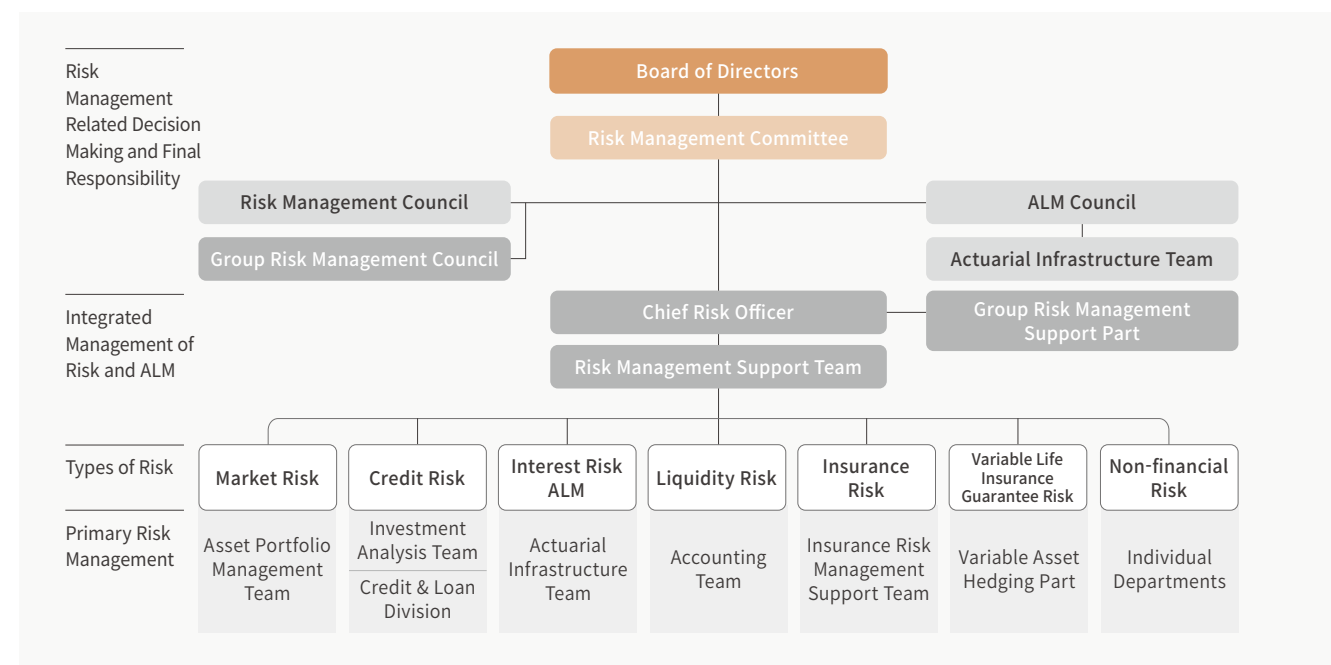 Risk
Management
Related Decision
Making and Final
Responsibility
Board of Directors
Risk Management Committee
Risk Management Council
ALM Council
Group Risk Management Council
Actuarial Infrastructure Team
Integrated
Management of
Risk and ALM
Chief Risk Officer
Group Risk Management
Support Part
Risk Management Support Team
Types of Risk
Market Risk
Credit Risk
Interest Risk
ALM
Liquidity Risk
Insurance
Risk
Variable Life
Insurance
Guarantee Risk
Non-financial
Risk
Primary Risk
Management
Asset Portfolio
Management
Team
Investment
Analysis Team
Credit & Loan
Division
Actuarial
Infrastructure
Team
Accounting
Team
Insurance Risk
Management
Support Team
Variable Asset
Hedging Part
Individual
Departments